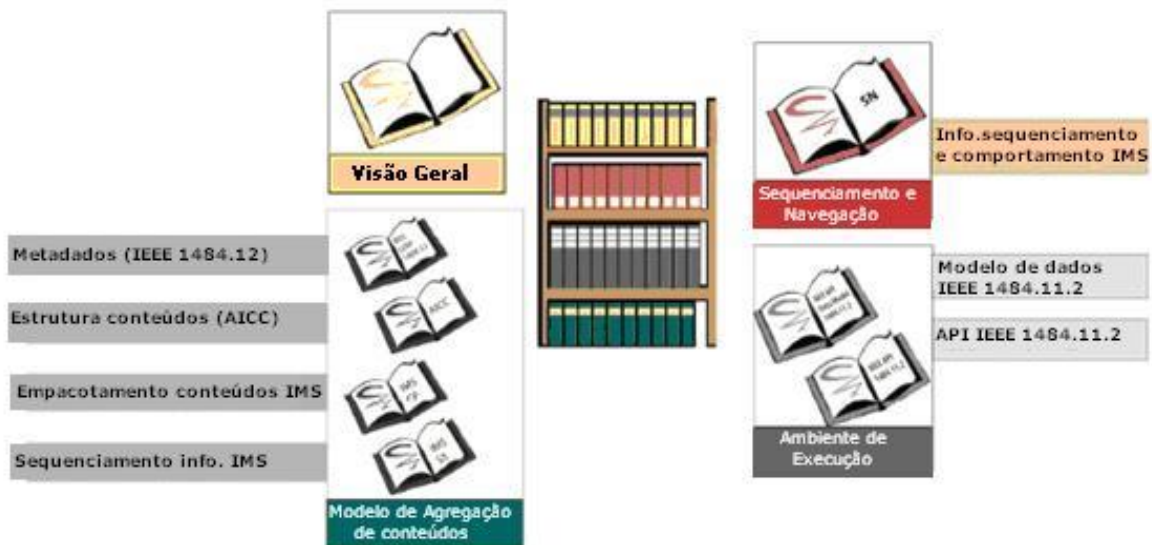 Visão Geral
Metadados (IEEE 1484.12)
Estrutura conteúdos (AICC)
Empacotamento conteúdos IMS
Sequenciamento info. IMS
AICC
Modelo de Agregação
de conteúdos
SN
Sequenciamento e
Navegação
Info.sequenciamento
e comportamento IMS
Modelo de dados
IEEE 1484.11.2
API IEEE 1484.11.2
Ambiente de
Execução